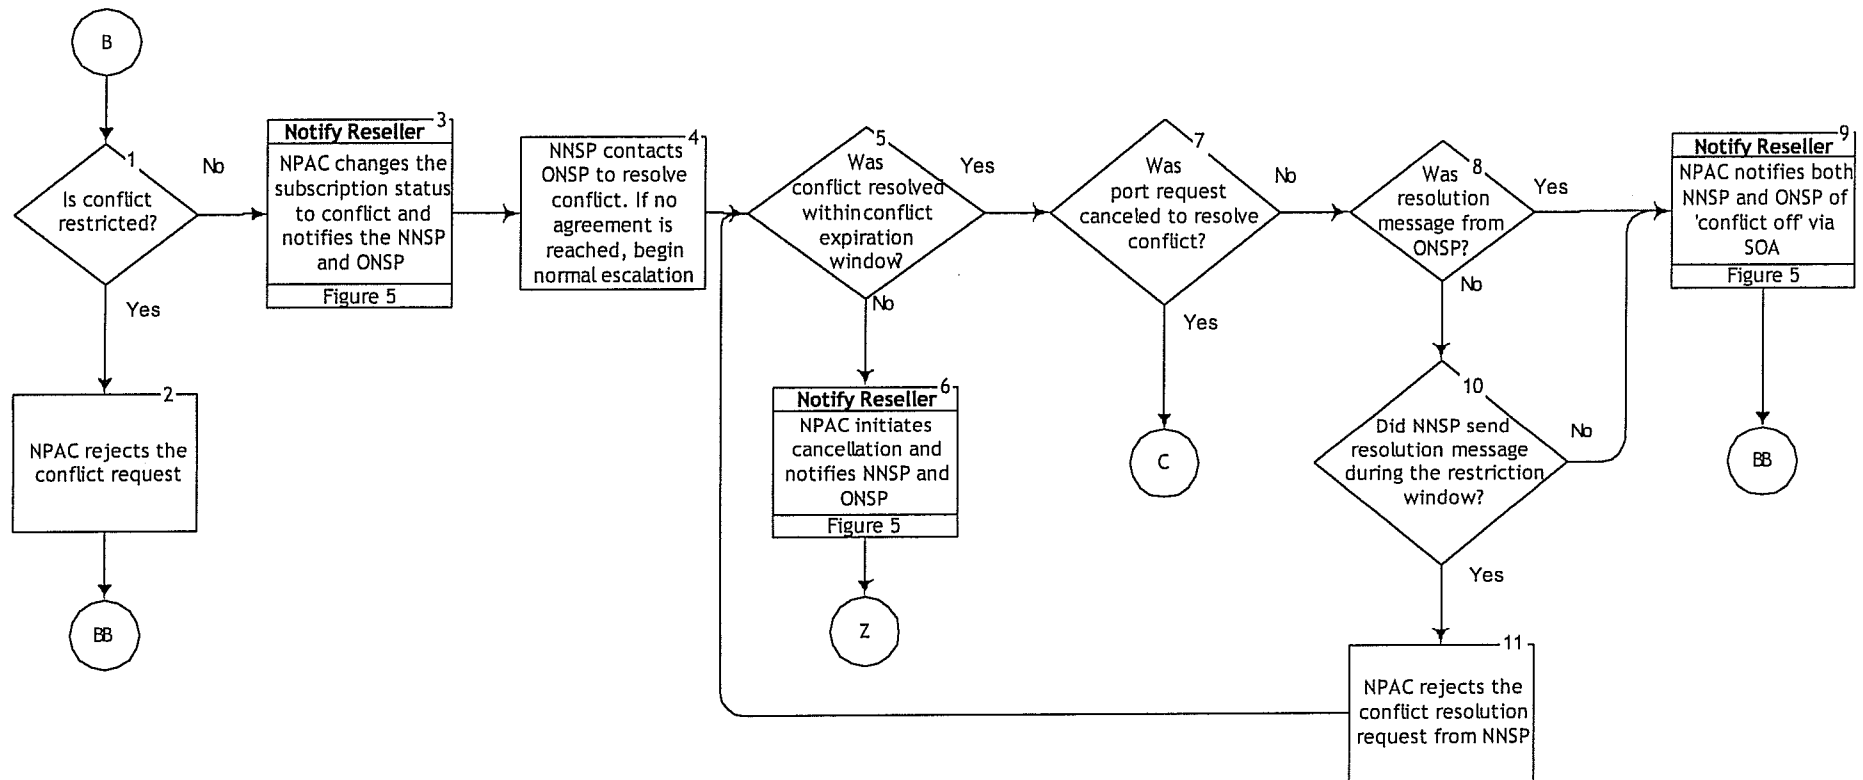 B
1
Is conflict
restricted?
No
Yes
2
NPAC rejects the
conflict request
BB
3
Notify Reseller
NPAC changes the
subscription status
to conflict and
notifies the NNSP
and ONSP
Figure 5
4
NNSP contacts
ONSP to resolve
conflict. If no
agreement is
reached, begin
normal escalation
5
Was
conflict resolved
within conflict
expiration
window?
Yes
No
6
Notify Reseller
NPAC initiates
cancellation and
notifies NNSP and
ONSP
Figure 5
Z
7
Was
port request
canceled to resolve
conflict?
No
Yes
C
8
Was
resolution
message from
ONSP?
Yes
No
9
Notify Reseller
NPAC notifies both
NNSP and ONSP of
'conflict off' via
SOA
Figure 5
BB
10
Did NNSP send
resolution message
during the restriction
window?
No
Yes
11
NPAC rejects the
conflict resolution
request from NNSP